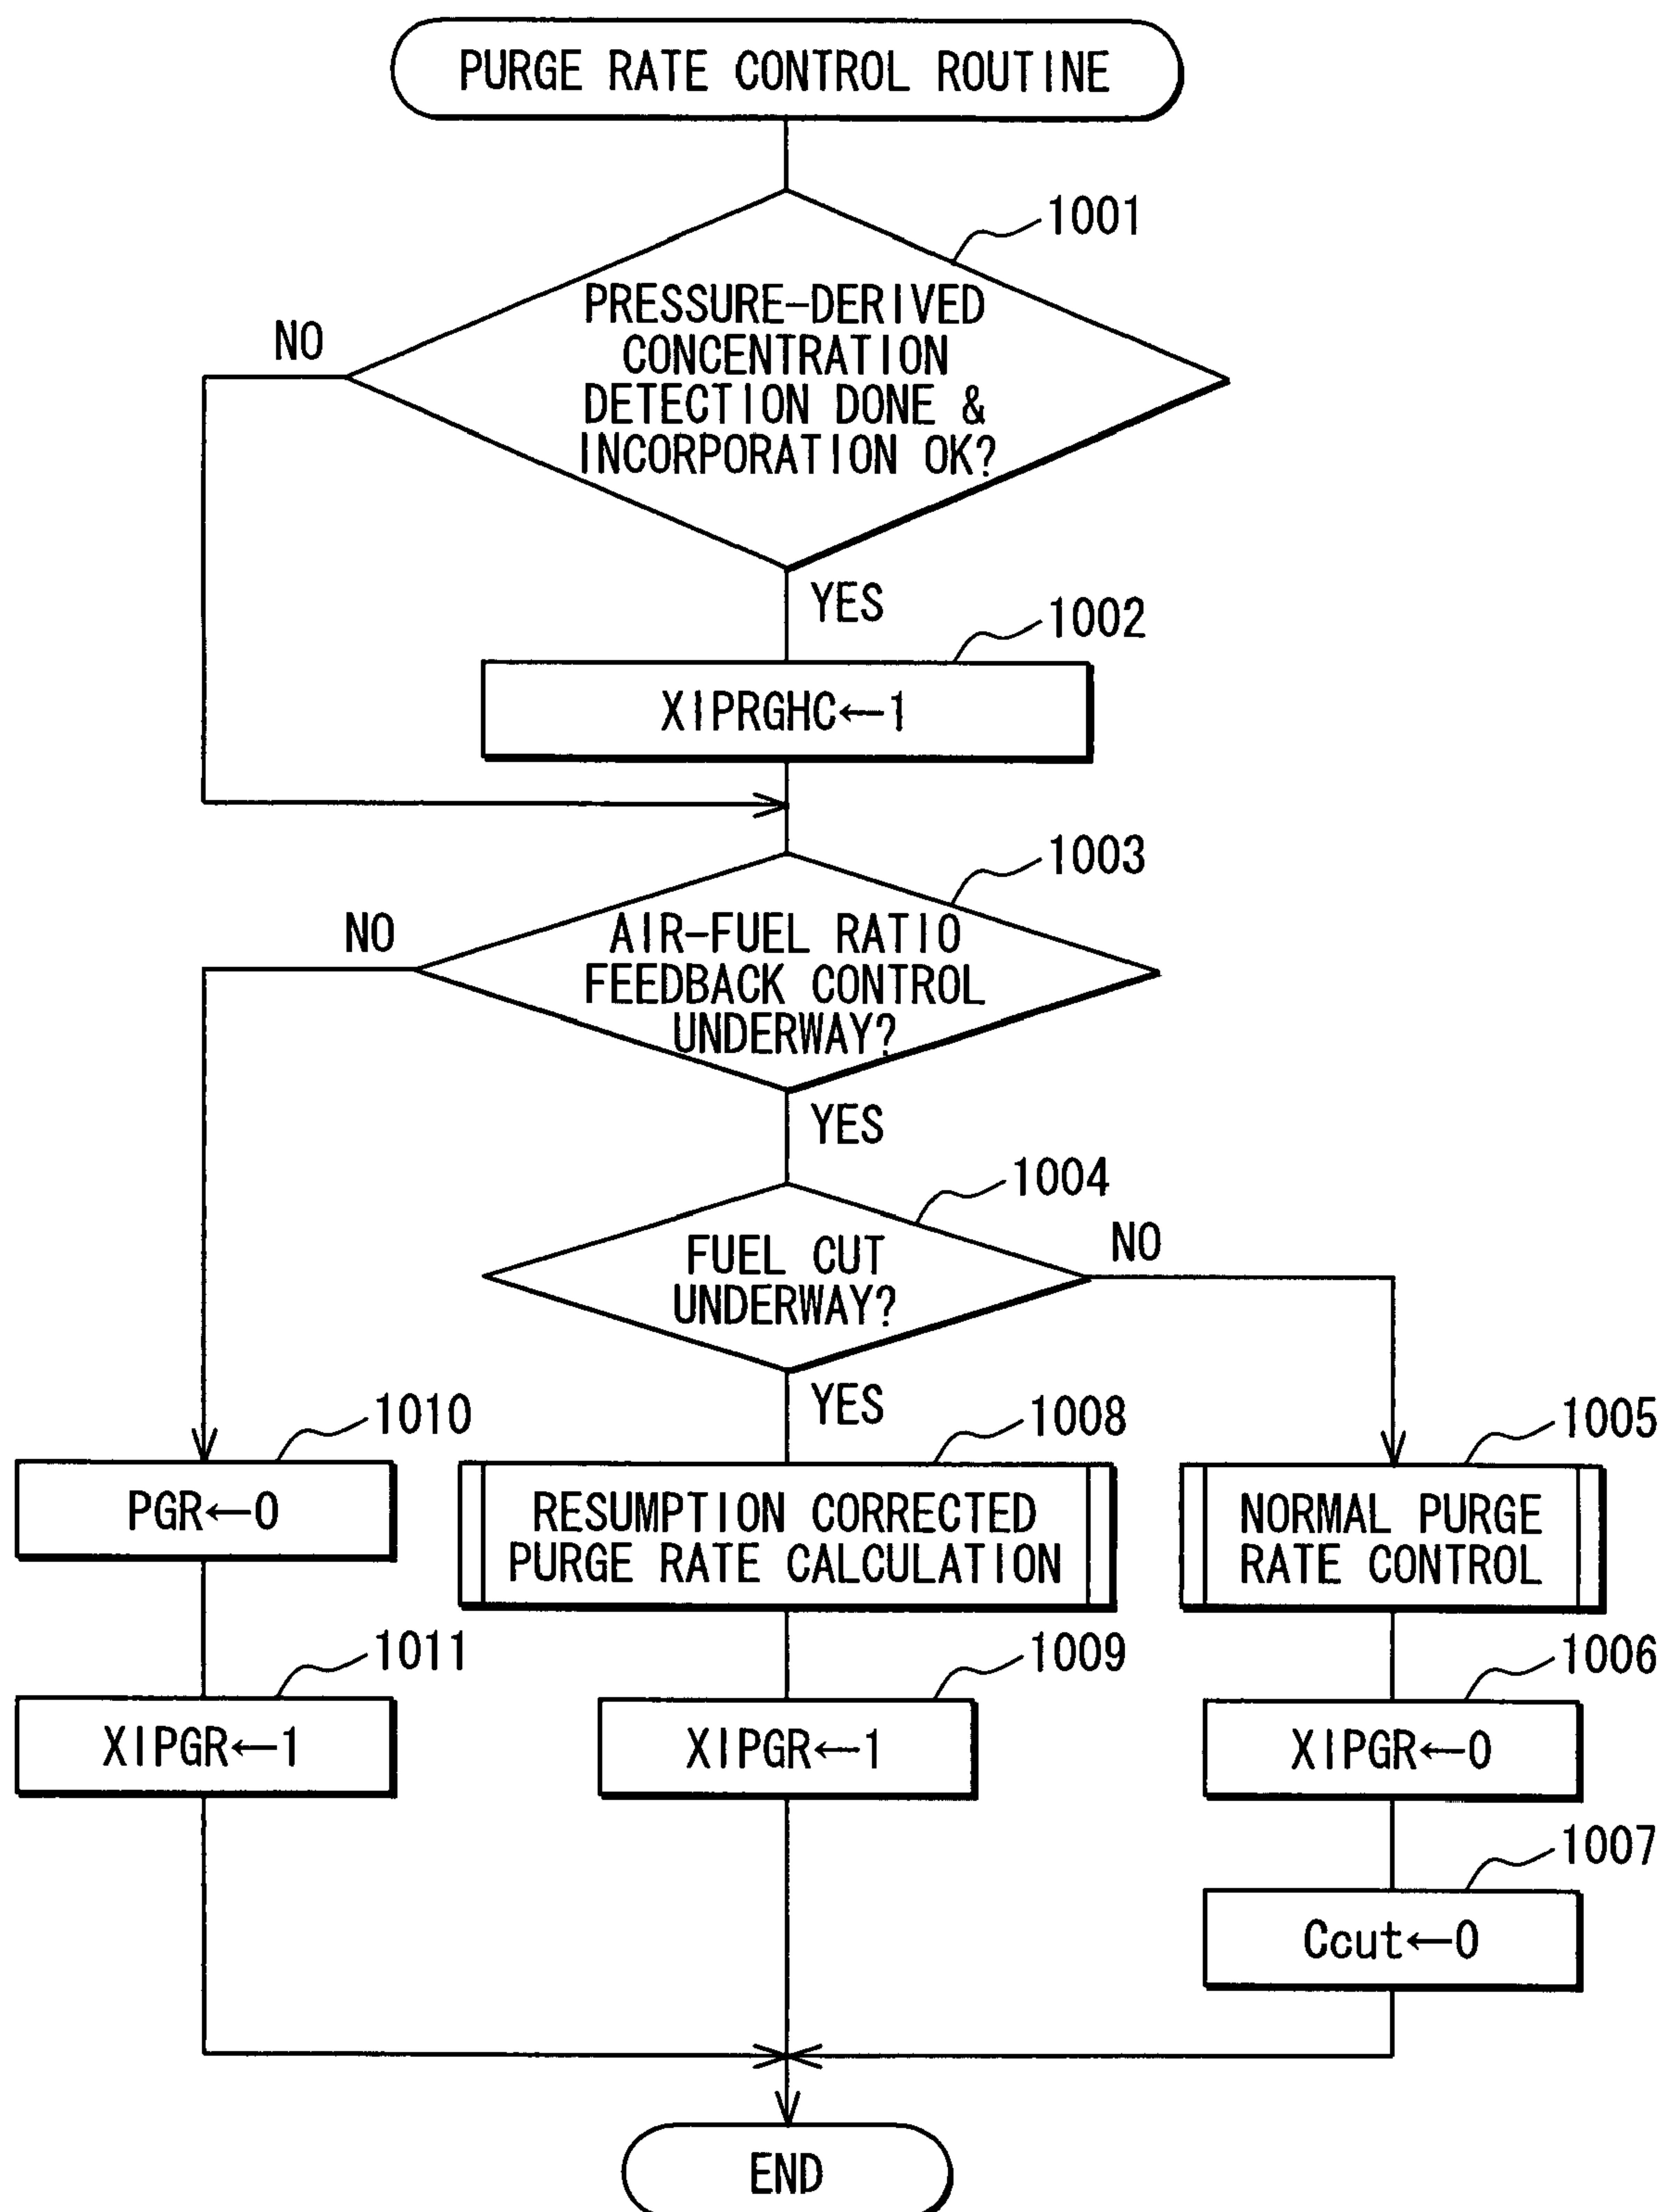 PURGE RATE CONTROL ROUTINE
1001
PRESSURE-DERIVED
CONCENTRATION
DETECTION DONE &
INCORPORATION OK?
NO
YES
1002
XIPRGHC←1
1003
AIR-FUEL RATIO
FEEDBACK CONTROL
UNDERWAY?
NO
YES
1004
FUEL CUT
UNDERWAY?
NO
YES
1010
PGR←0
1008
RESUMPTION CORRECTED
PURGE RATE CALCULATION
1005
NORMAL PURGE
RATE CONTROL
1011
XIPGR←1
1009
XIPGR←1
1006
XIPGR←0
1007
Ccut←0
END